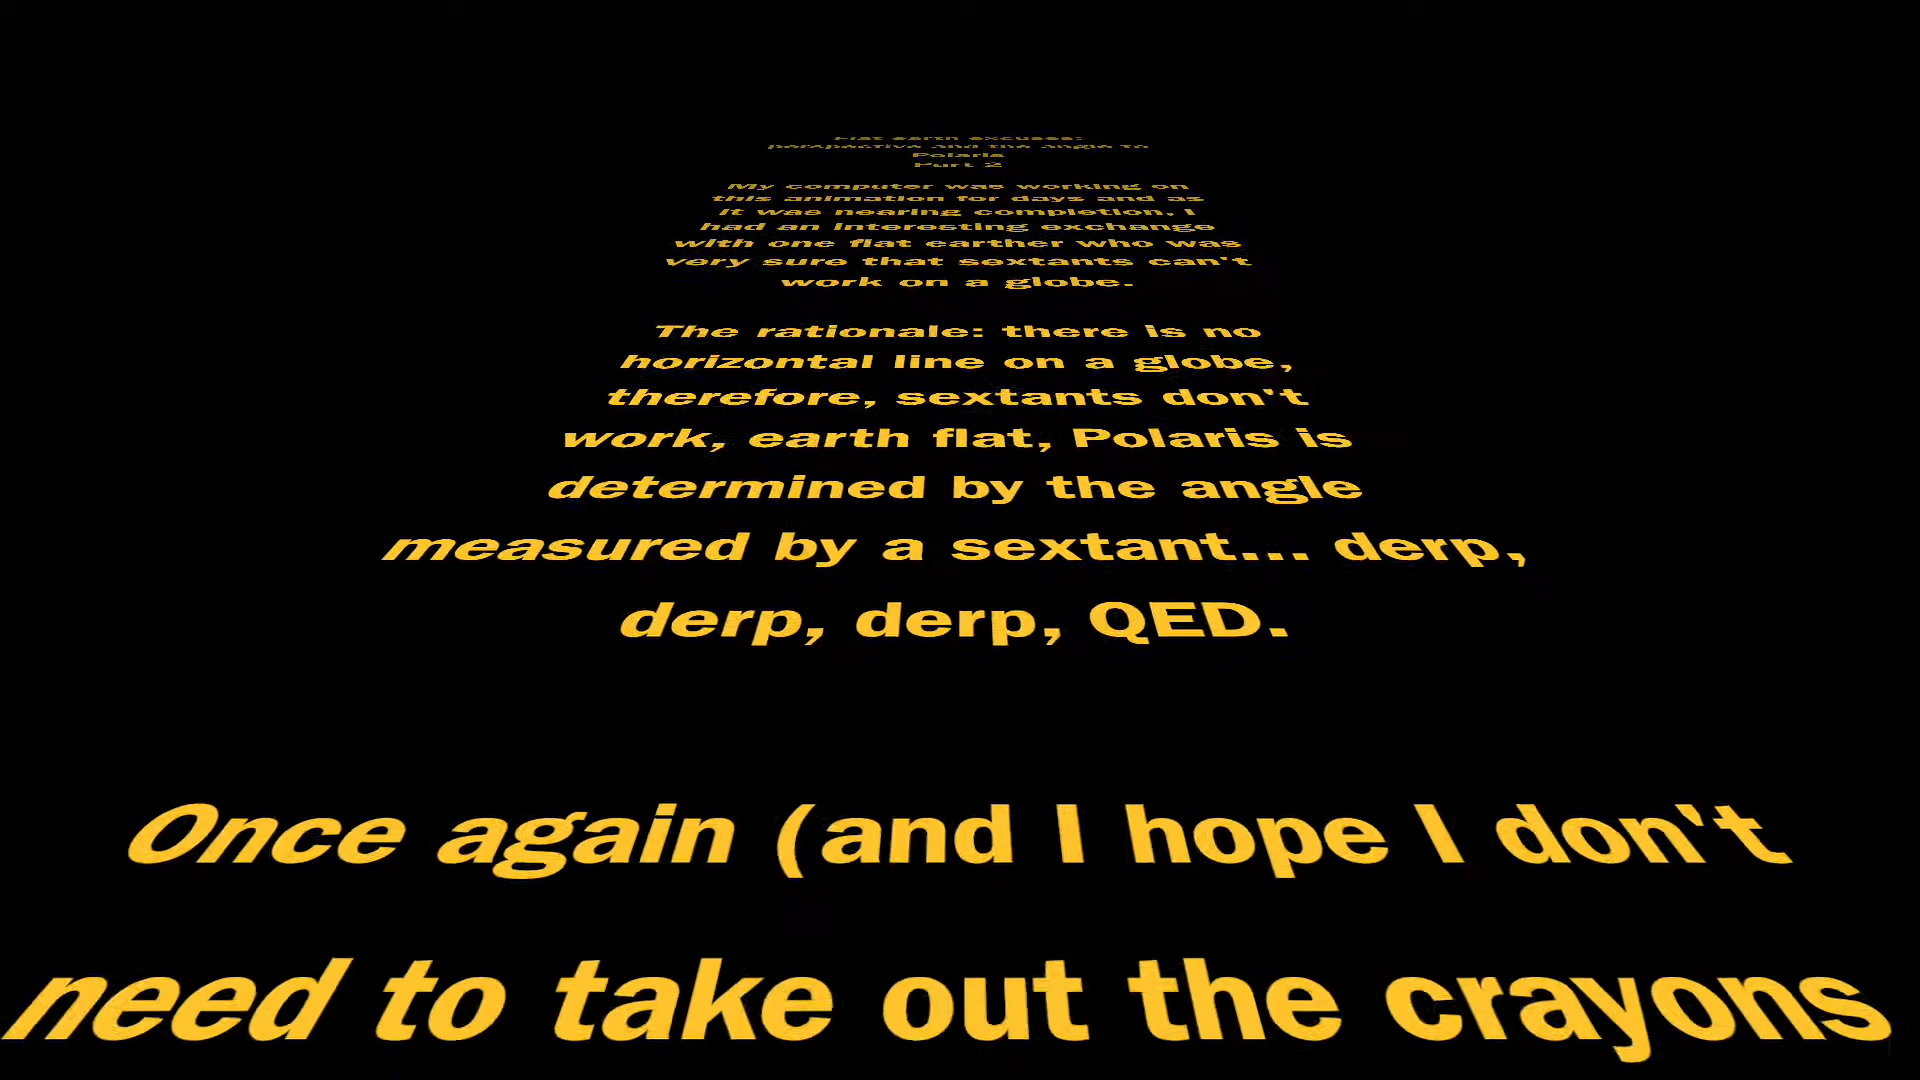 Flat earth excuses:
perspective and the angle to
Polaris
Part 2
My computer was working on
this animation for days and as
it was nearing completion, I
had an interesting exchange
with one flat earther who was
very sure that sextants can't
work on a globe.
The rationale: there is no
horizontal line on a globe,
therefore, sextants don't
work, earth flat, Polaris is
determined by the angle
measured by a sextant... derp,
derp, derp, QED.
Once again (and I hope I don't
need to take out the crayons